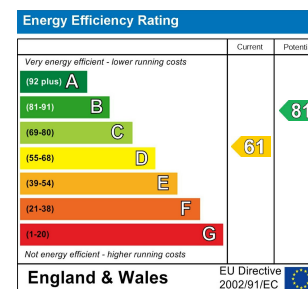 Energy Efficiency Rating
Current Potenti
Very energy efficient - lower running costs
(92 plus) A
(81-91) B 81
(69-80) C
61
(55-68) D
(39-54) E
(21-38) F
(1-20) G
Not energy efficient - higher running costs
England & Wales
EU Directive
2002/91/EC